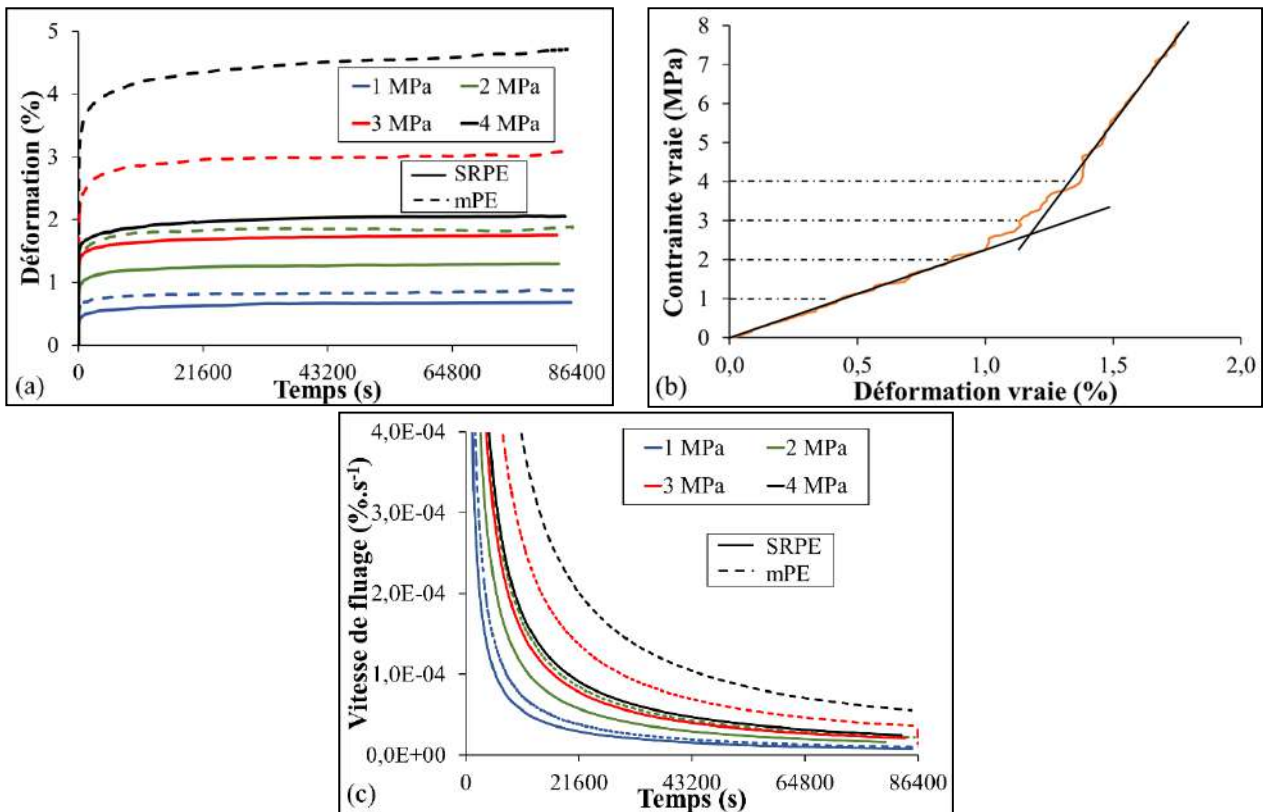 5
4
3
2
1
0
Déformation (%)
1 MPa
2 MPa
3 MPa
4 MPa
SRPE
mPE
0
21600
43200
64800
86400
Temps (s)
(a)
8
7
6
5
4
3
2
1
0
Contrainte vraie (MPa)
0,0
0,5
1,0
1,5
2,0
Déformation vraie (%)
(b)
4,0E-04
3,0E-04
2,0E-04
1,0E-04
0,0E+00
Vitesse de fluage (%.s⁻¹)
1 MPa
2 MPa
3 MPa
4 MPa
SRPE
mPE
0
21600
43200
64800
86400
Temps (s)
(c)